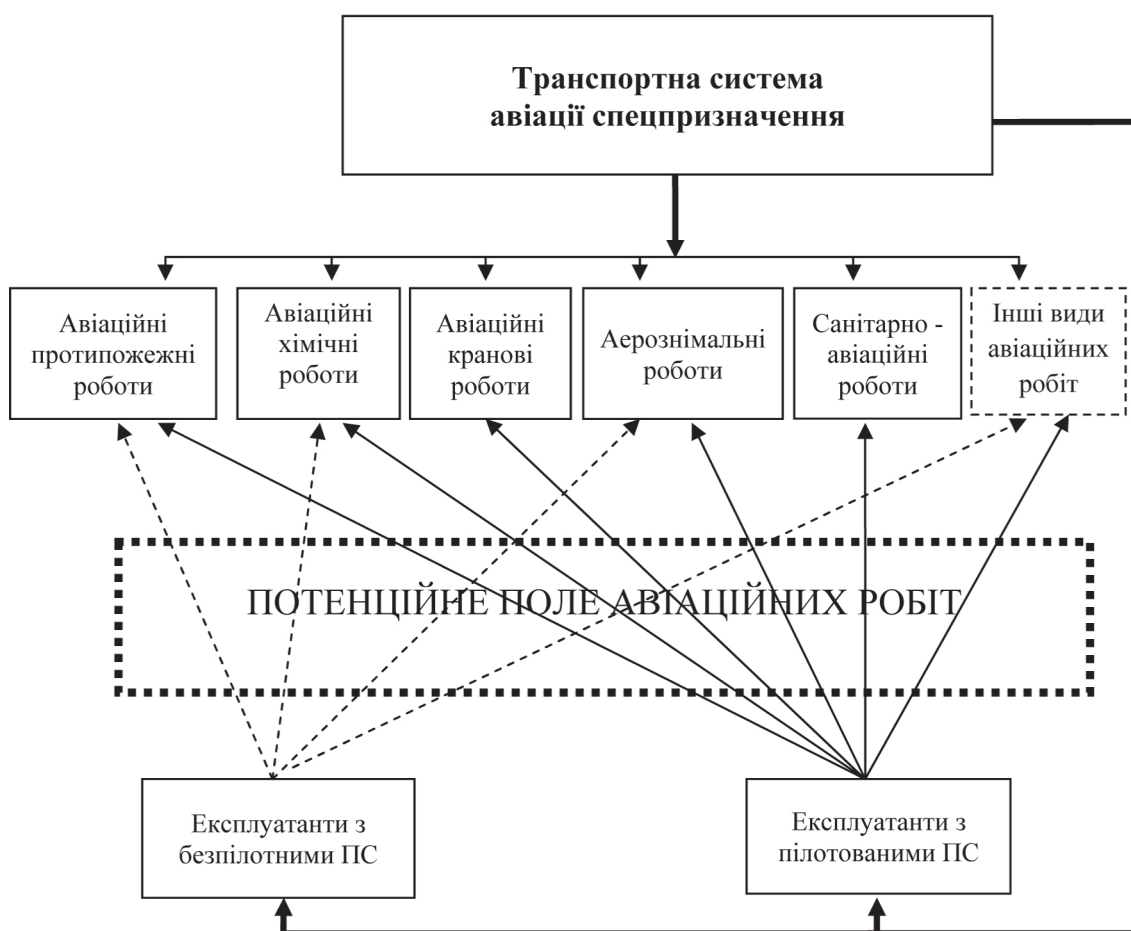 Транспортна система
авіації спецпризначення
Авіаційні
протипожежні
роботи
Авіаційні
хімічні
роботи
Авіаційні
кранові
роботи
Аерознімальні
роботи
Санітарно -
авіаційні
роботи
Інші види
авіаційних
робіт
ПОТЕНЦІЙНЕ ПОЛЕ АВІАЦІЙНИХ РОБІТ
Експлуатанти з
безпілотними ПС
Експлуатанти з
пілотованими ПС